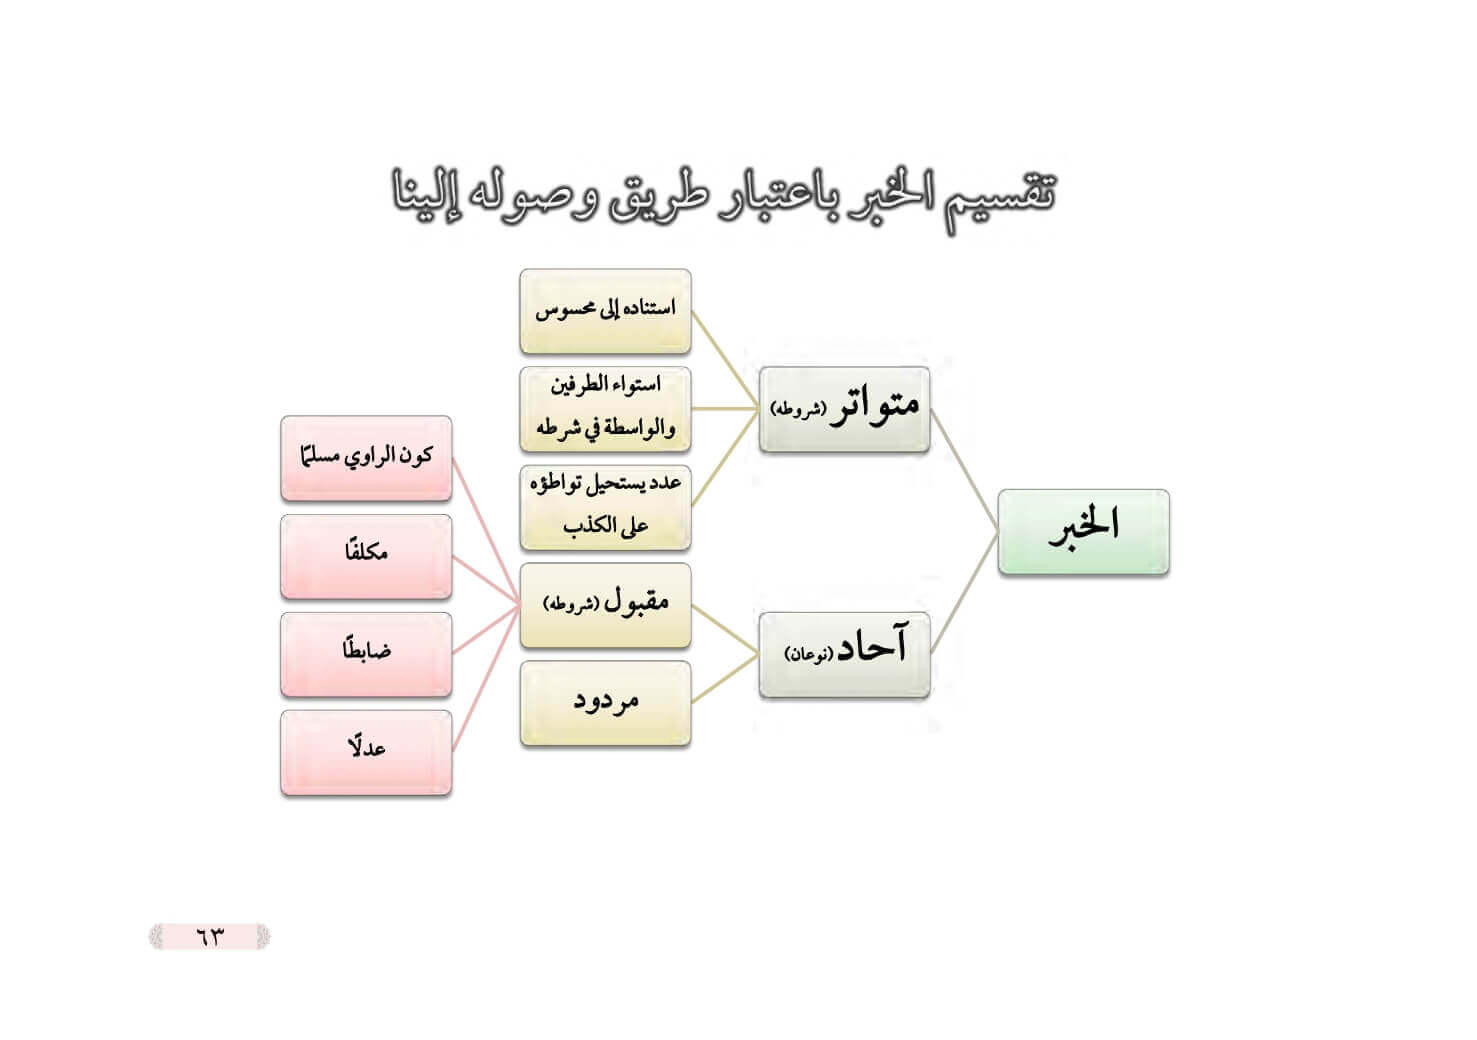 تقسيم الخبر باعتبار طريق وصوله إلينا
الخبر
متواتر (شروطه)
استناده إلى محسوس
استواء الطرفين
والواسطة في شرطه
عدد يستحيل تواطؤه
على الكذب
آحاد (نوعان)
مقبول (شروطه)
كون الراوي مسلمًا
مكلفًا
ضابطًا
عدلًا
مردود
٦٣